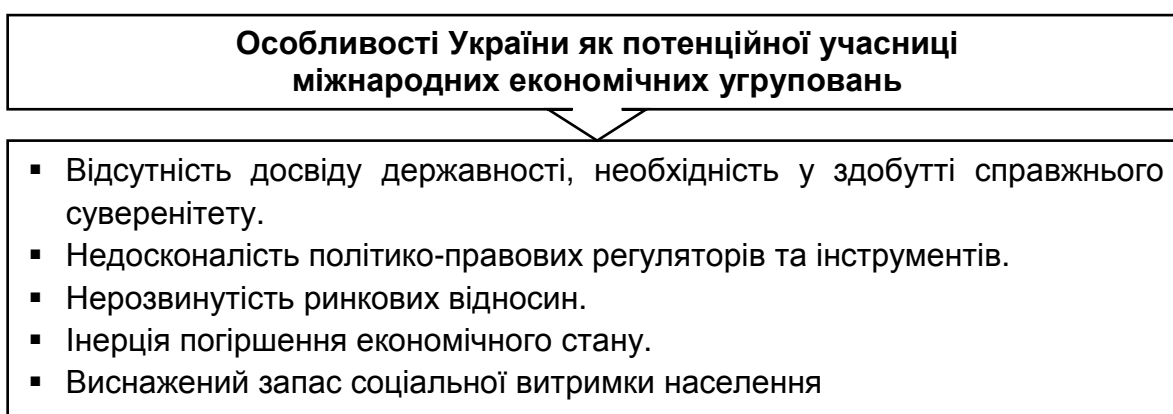 Особливості України як потенційної учасниці
міжнародних економічних угруповань
▪ Відсутність досвіду державності, необхідність у здобутті справжнього
суверенітету.
▪ Недосконалість політико-правових регуляторів та інструментів.
▪ Нерозвинутість ринкових відносин.
▪ Інерція погіршення економічного стану.
▪ Виснажений запас соціальної витримки населення